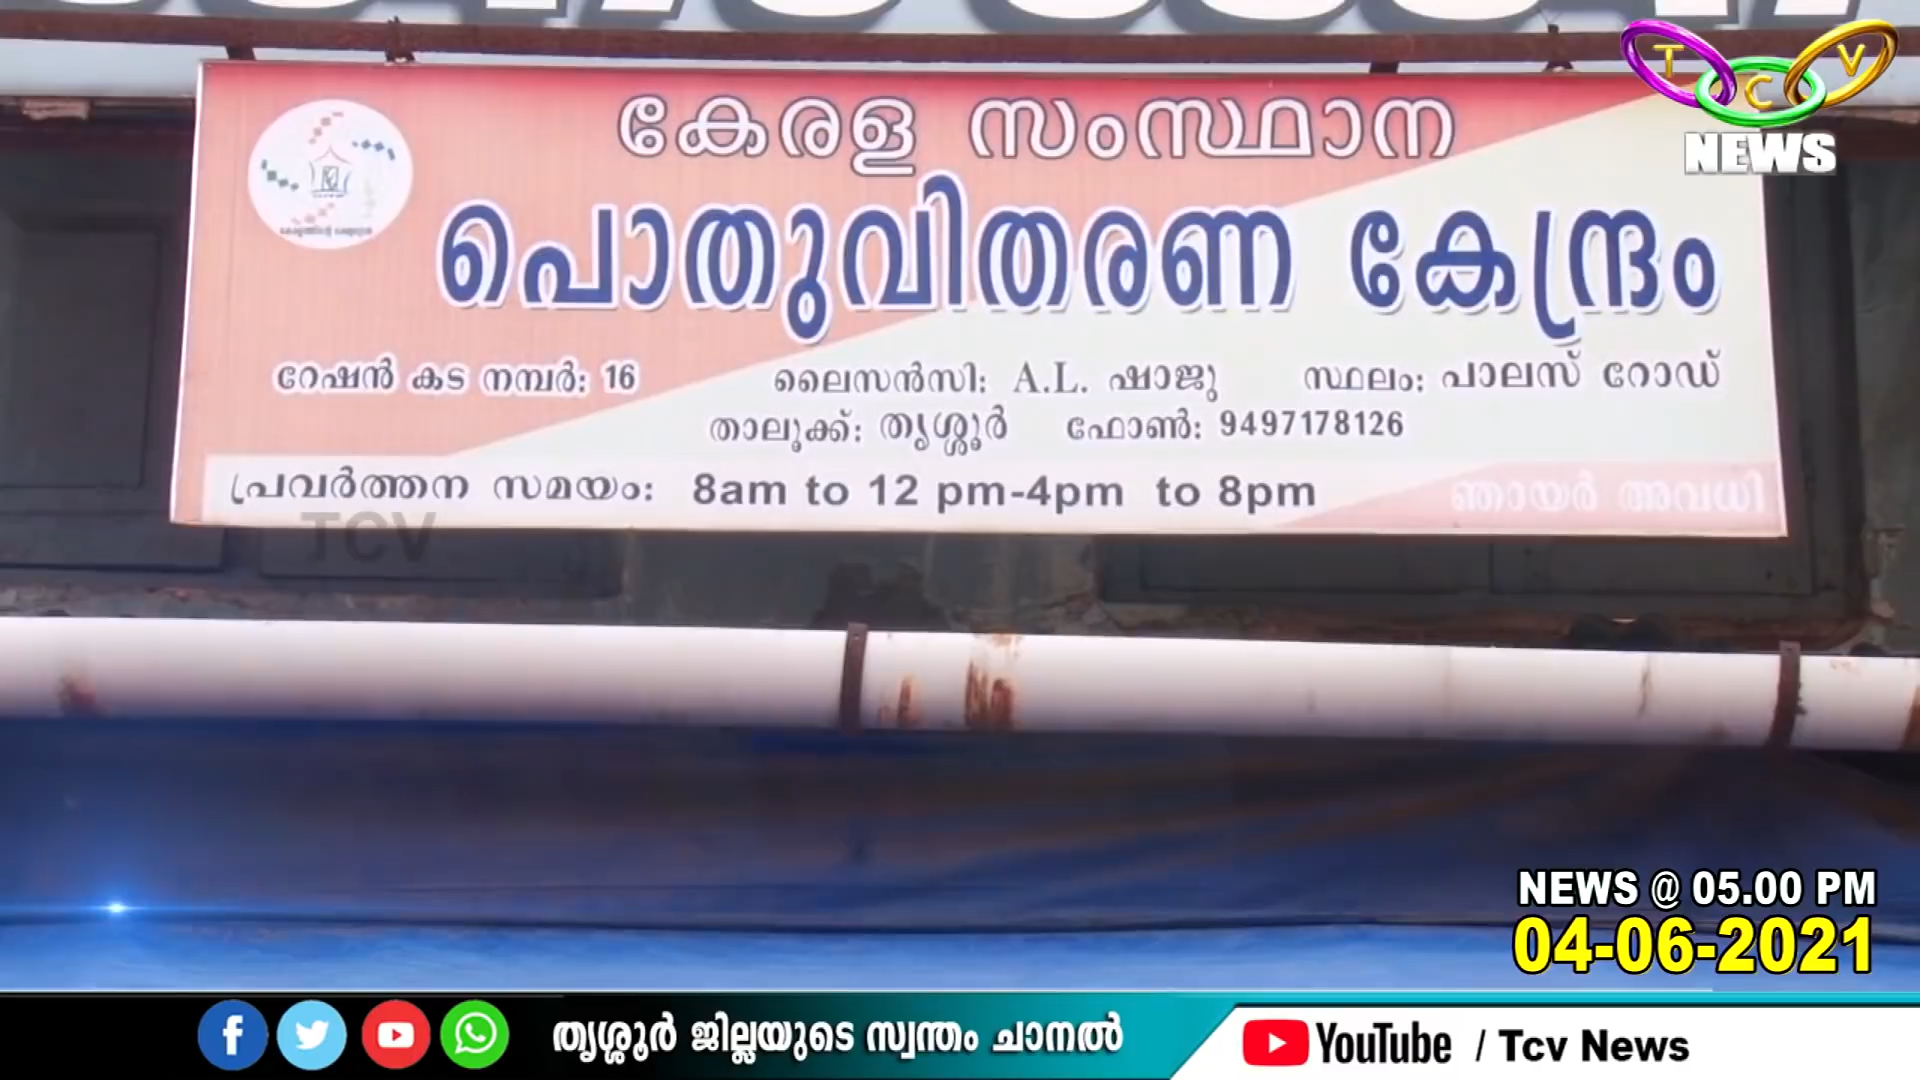 T C V
NEWS
കേരള സംസ്ഥാന
പൊതുവിതരണ കേന്ദ്രം
റേഷൻ കട നമ്പർ: 16 ലൈസൻസി: A.L. ഷാജു സ്ഥലം: പാലസ് റോഡ്
താലൂക്ക്: തൃശ്ശൂർ ഫോൺ: 9497178126
പ്രവർത്തന സമയം: 8am to 12 pm-4pm to 8pm ഞായർ അവധി
TCV
NEWS @ 05.00 PM
04-06-2021
തൃശ്ശൂർ ജില്ലയുടെ സ്വന്തം ചാനൽ YouTube / Tcv News